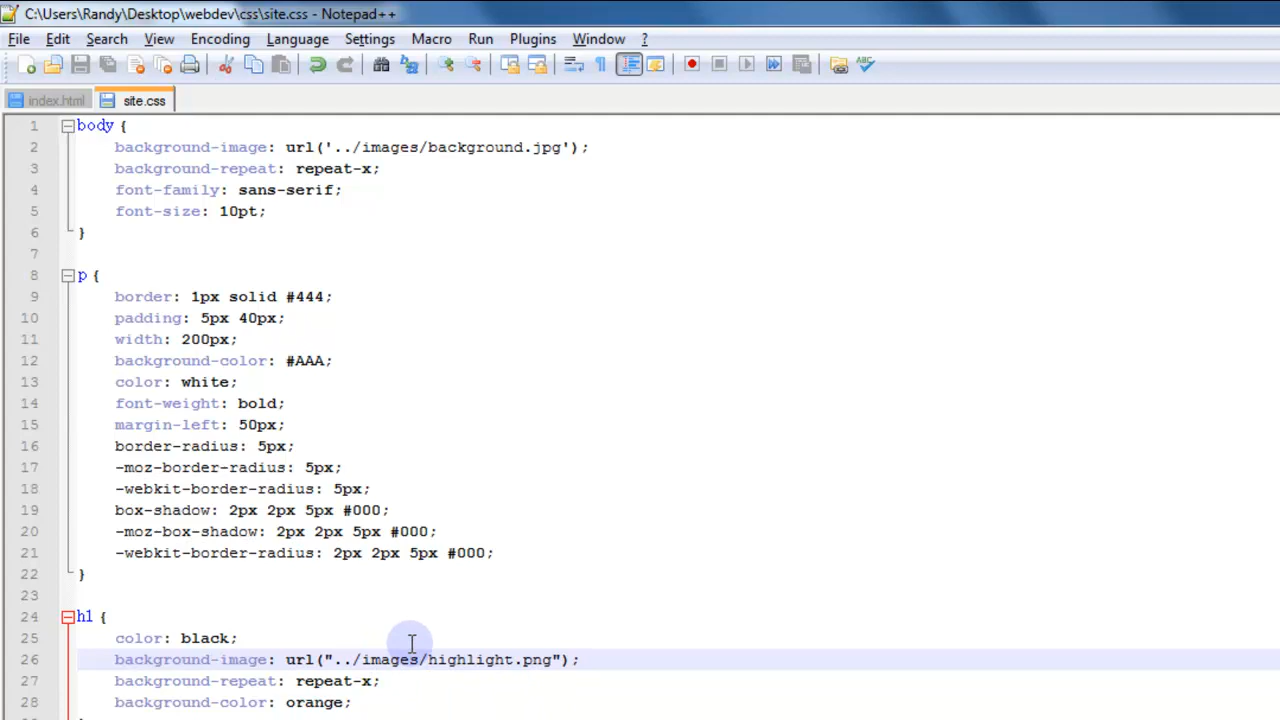 C:\Users\Randy\Desktop\webdev\css\site.css - Notepad++
File Edit Search View Encoding Language Settings Macro Run Plugins Window ?
ABC
index.html site.css
1 body {
2 background-image: url('../images/background.jpg');
3 background-repeat: repeat-x;
4 font-family: sans-serif;
5 font-size: 10pt;
6 }
7
8 p {
9 border: 1px solid #444;
10 padding: 5px 40px;
11 width: 200px;
12 background-color: #AAA;
13 color: white;
14 font-weight: bold;
15 margin-left: 50px;
16 border-radius: 5px;
17 -moz-border-radius: 5px;
18 -webkit-border-radius: 5px;
19 box-shadow: 2px 2px 5px #000;
20 -moz-box-shadow: 2px 2px 5px #000;
21 -webkit-border-radius: 2px 2px 5px #000;
22 }
23
24 h1 {
25 color: black;
26 background-image: url("../images/highlight.png");
27 background-repeat: repeat-x;
28 background-color: orange;